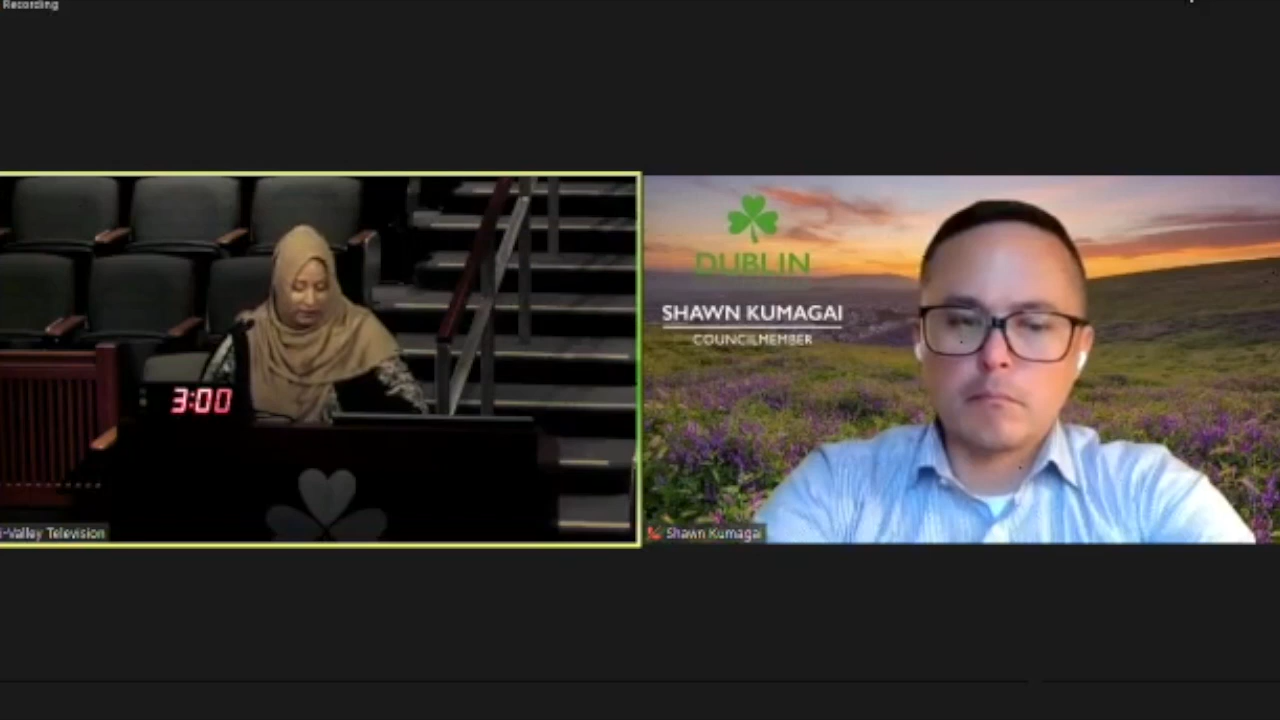 Recording
3:00
i-Valley Television
DUBLIN
SHAWN KUMAGAI
COUNCILMEMBER
Shawn Kumagai